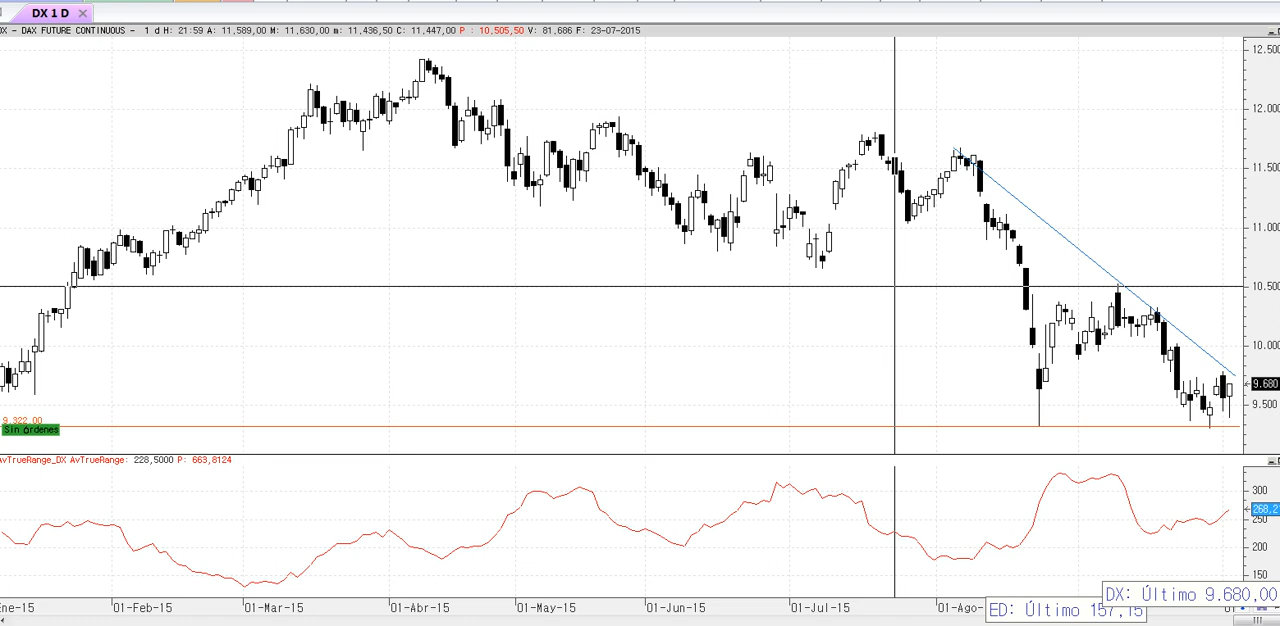 DX 1 D
DX - DAX FUTURE CONTINUOUS - 1 d H: 21:59 A: 11,589,00 M: 11,630,00 m: 11,436,50 C: 11,447,00 P : 10,505,50 V: 81,686 F: 23-07-2015
12.500
12.000
11.500
11.000
10.500
10.000
9.680
9.500
9.322,00
Sin órdenes
AvTrueRange_DX AvTrueRange: 228,5000 P: 663,8124
300
268,2
250
200
150
Ene-15
01-Feb-15
01-Mar-15
01-Abr-15
01-May-15
01-Jun-15
01-Jul-15
01-Ago-
DX: Último 9.680,00
ED: Último 157,15